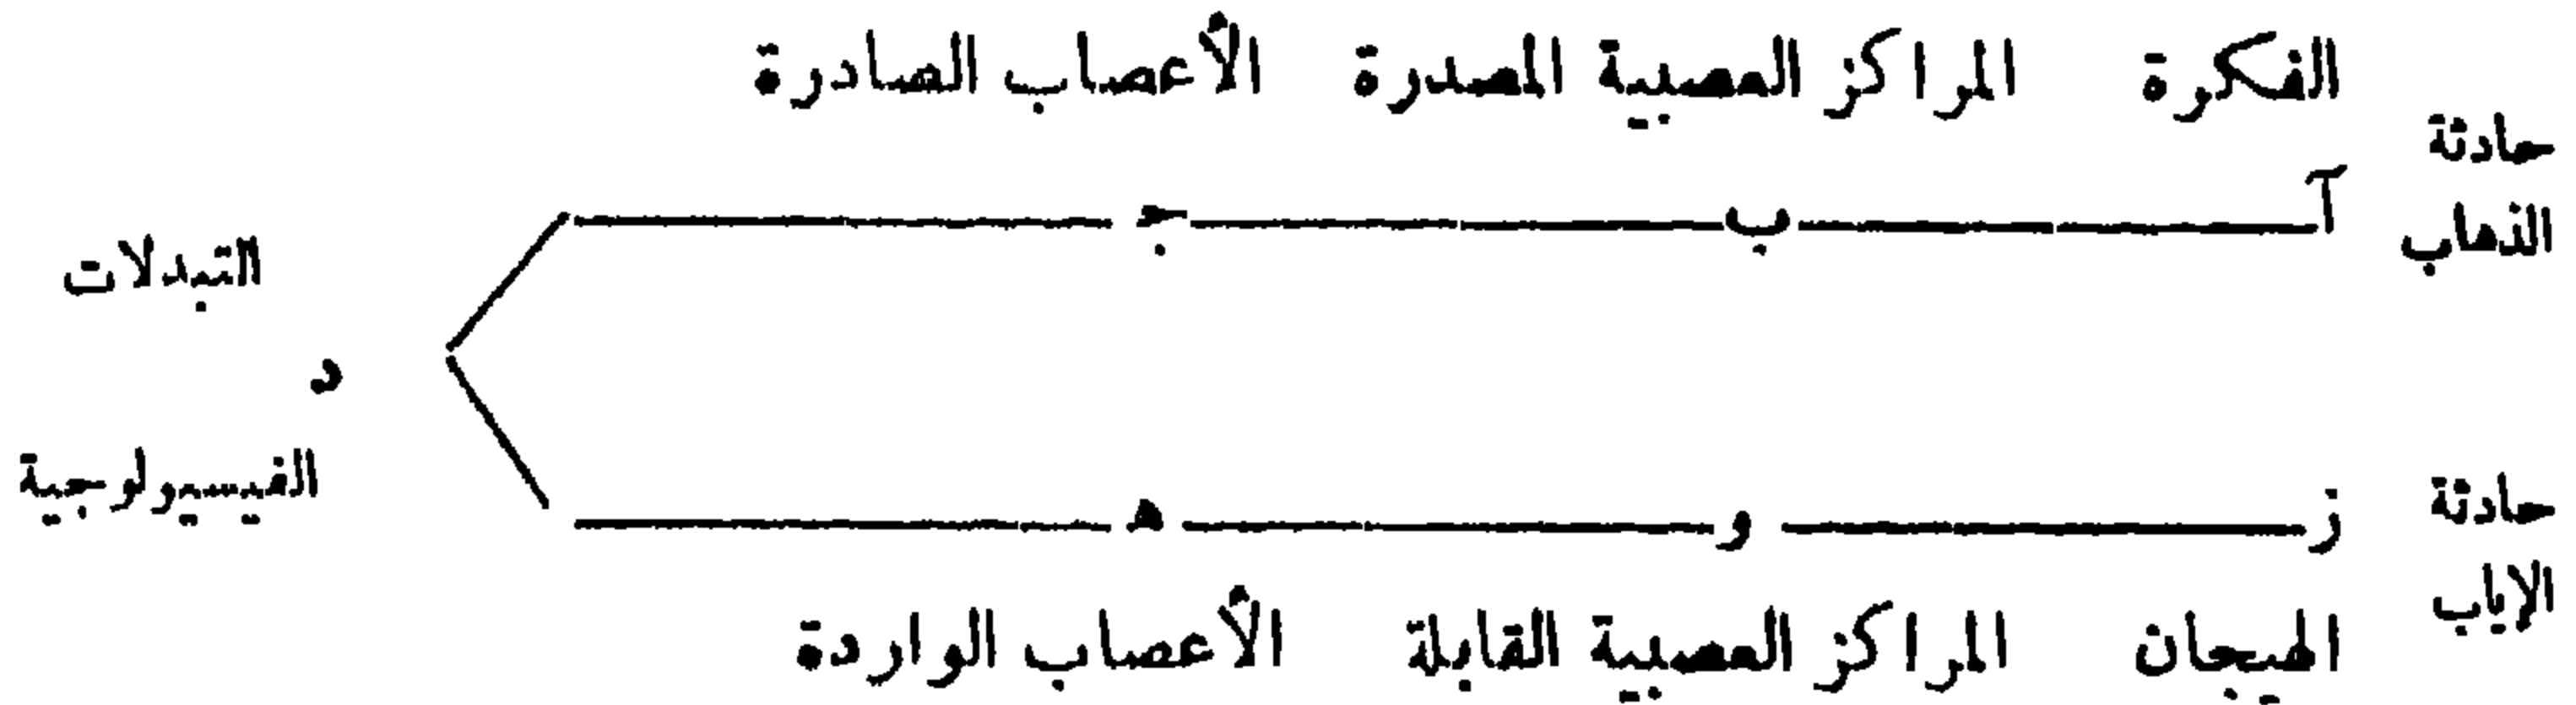 الفكرة المراكز العصبية المصدرة الأعصاب الصادرة
حادثة
الذهاب
آ ب ج
التبدلات
د
الفيسيولوجية
حادثة
الإياب
ز و ه
الهيجان المراكز العصبية القابلة الأعصاب الواردة